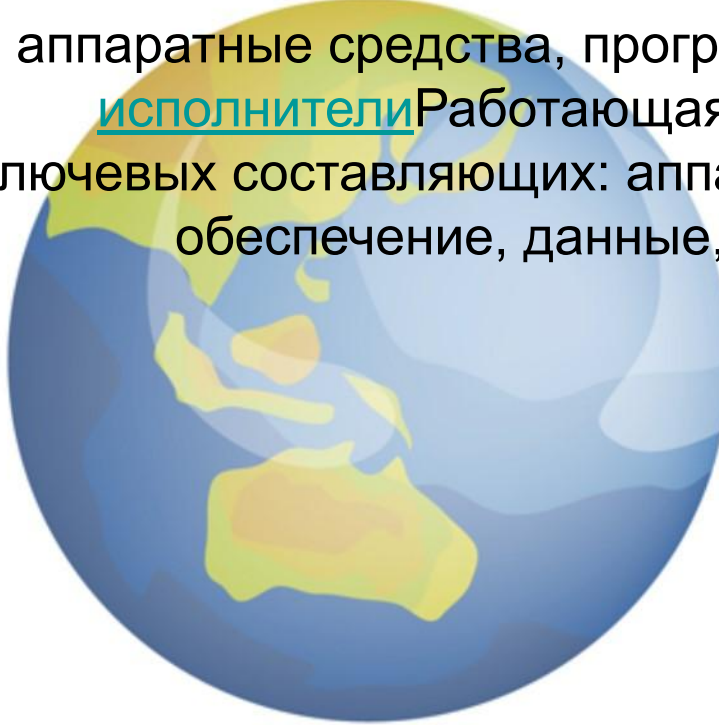 аппаратные средства, прогр
исполнителиРаботающая
лючевых составляющих: аппа
обеспечение, данные,